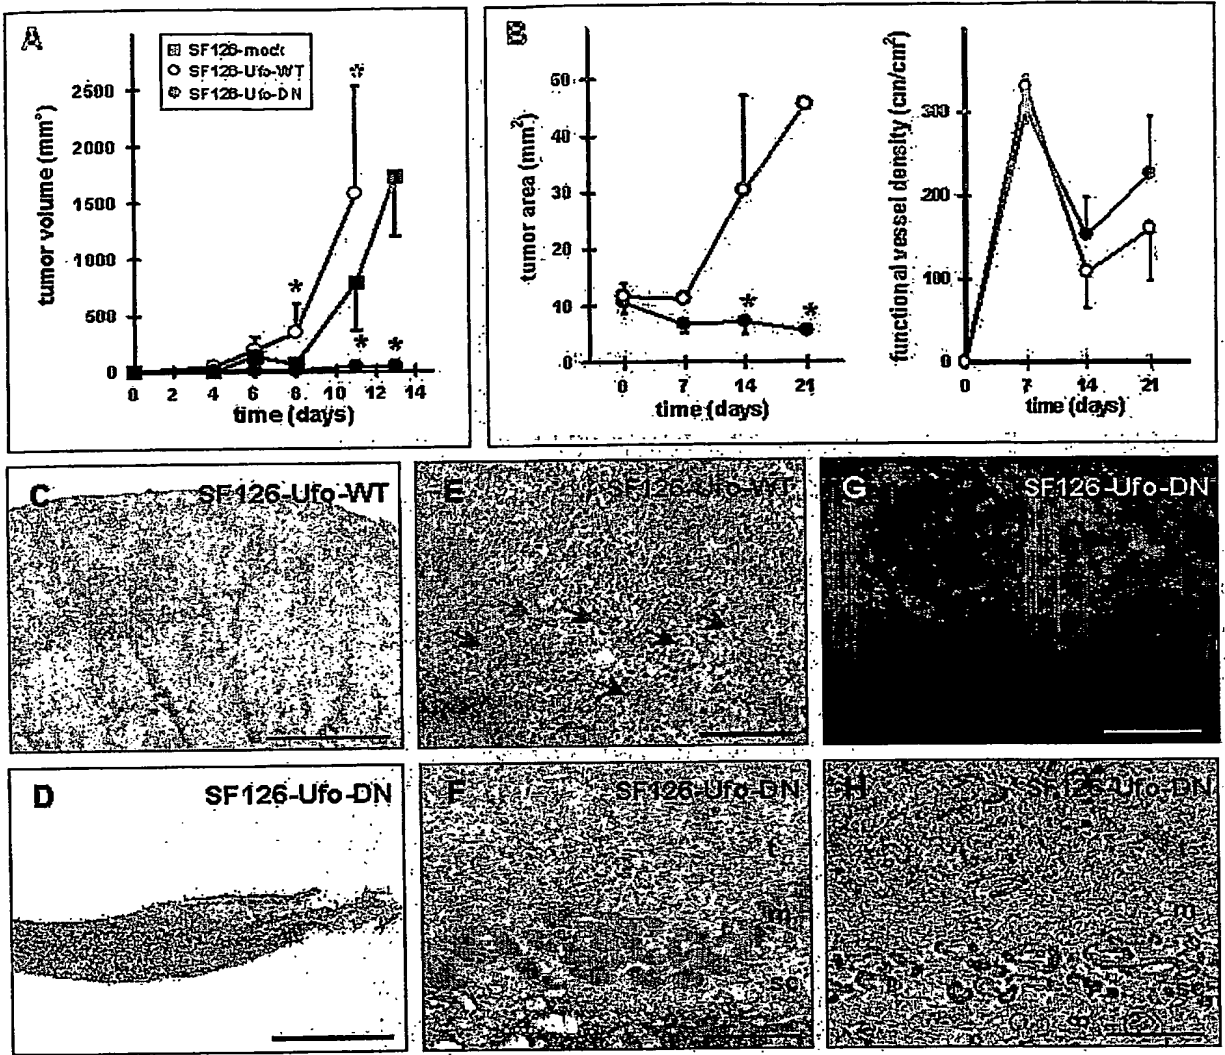 A
SF126-mock
SF126-Ufo-WT
SF126-Ufo-DN
tumor volume (mm³)
2500
2000
1500
1000
500
0
0 2 4 6 8 10 12 14
time (days)
*
*
*
*
B
tumor area (mm²)
50
40
30
20
10
0
0 7 14 21
time (days)
*
*
functional vessel density (cm/cm²)
300
200
100
0
0 7 14 21
time (days)
C
SF126-Ufo-WT
E
SF126-Ufo-WT
G
SF126-Ufo-DN
D
SF126-Ufo-DN
F
SF126-Ufo-DN
t
m
sc
H
SF126-Ufo-DN
t
m
sc